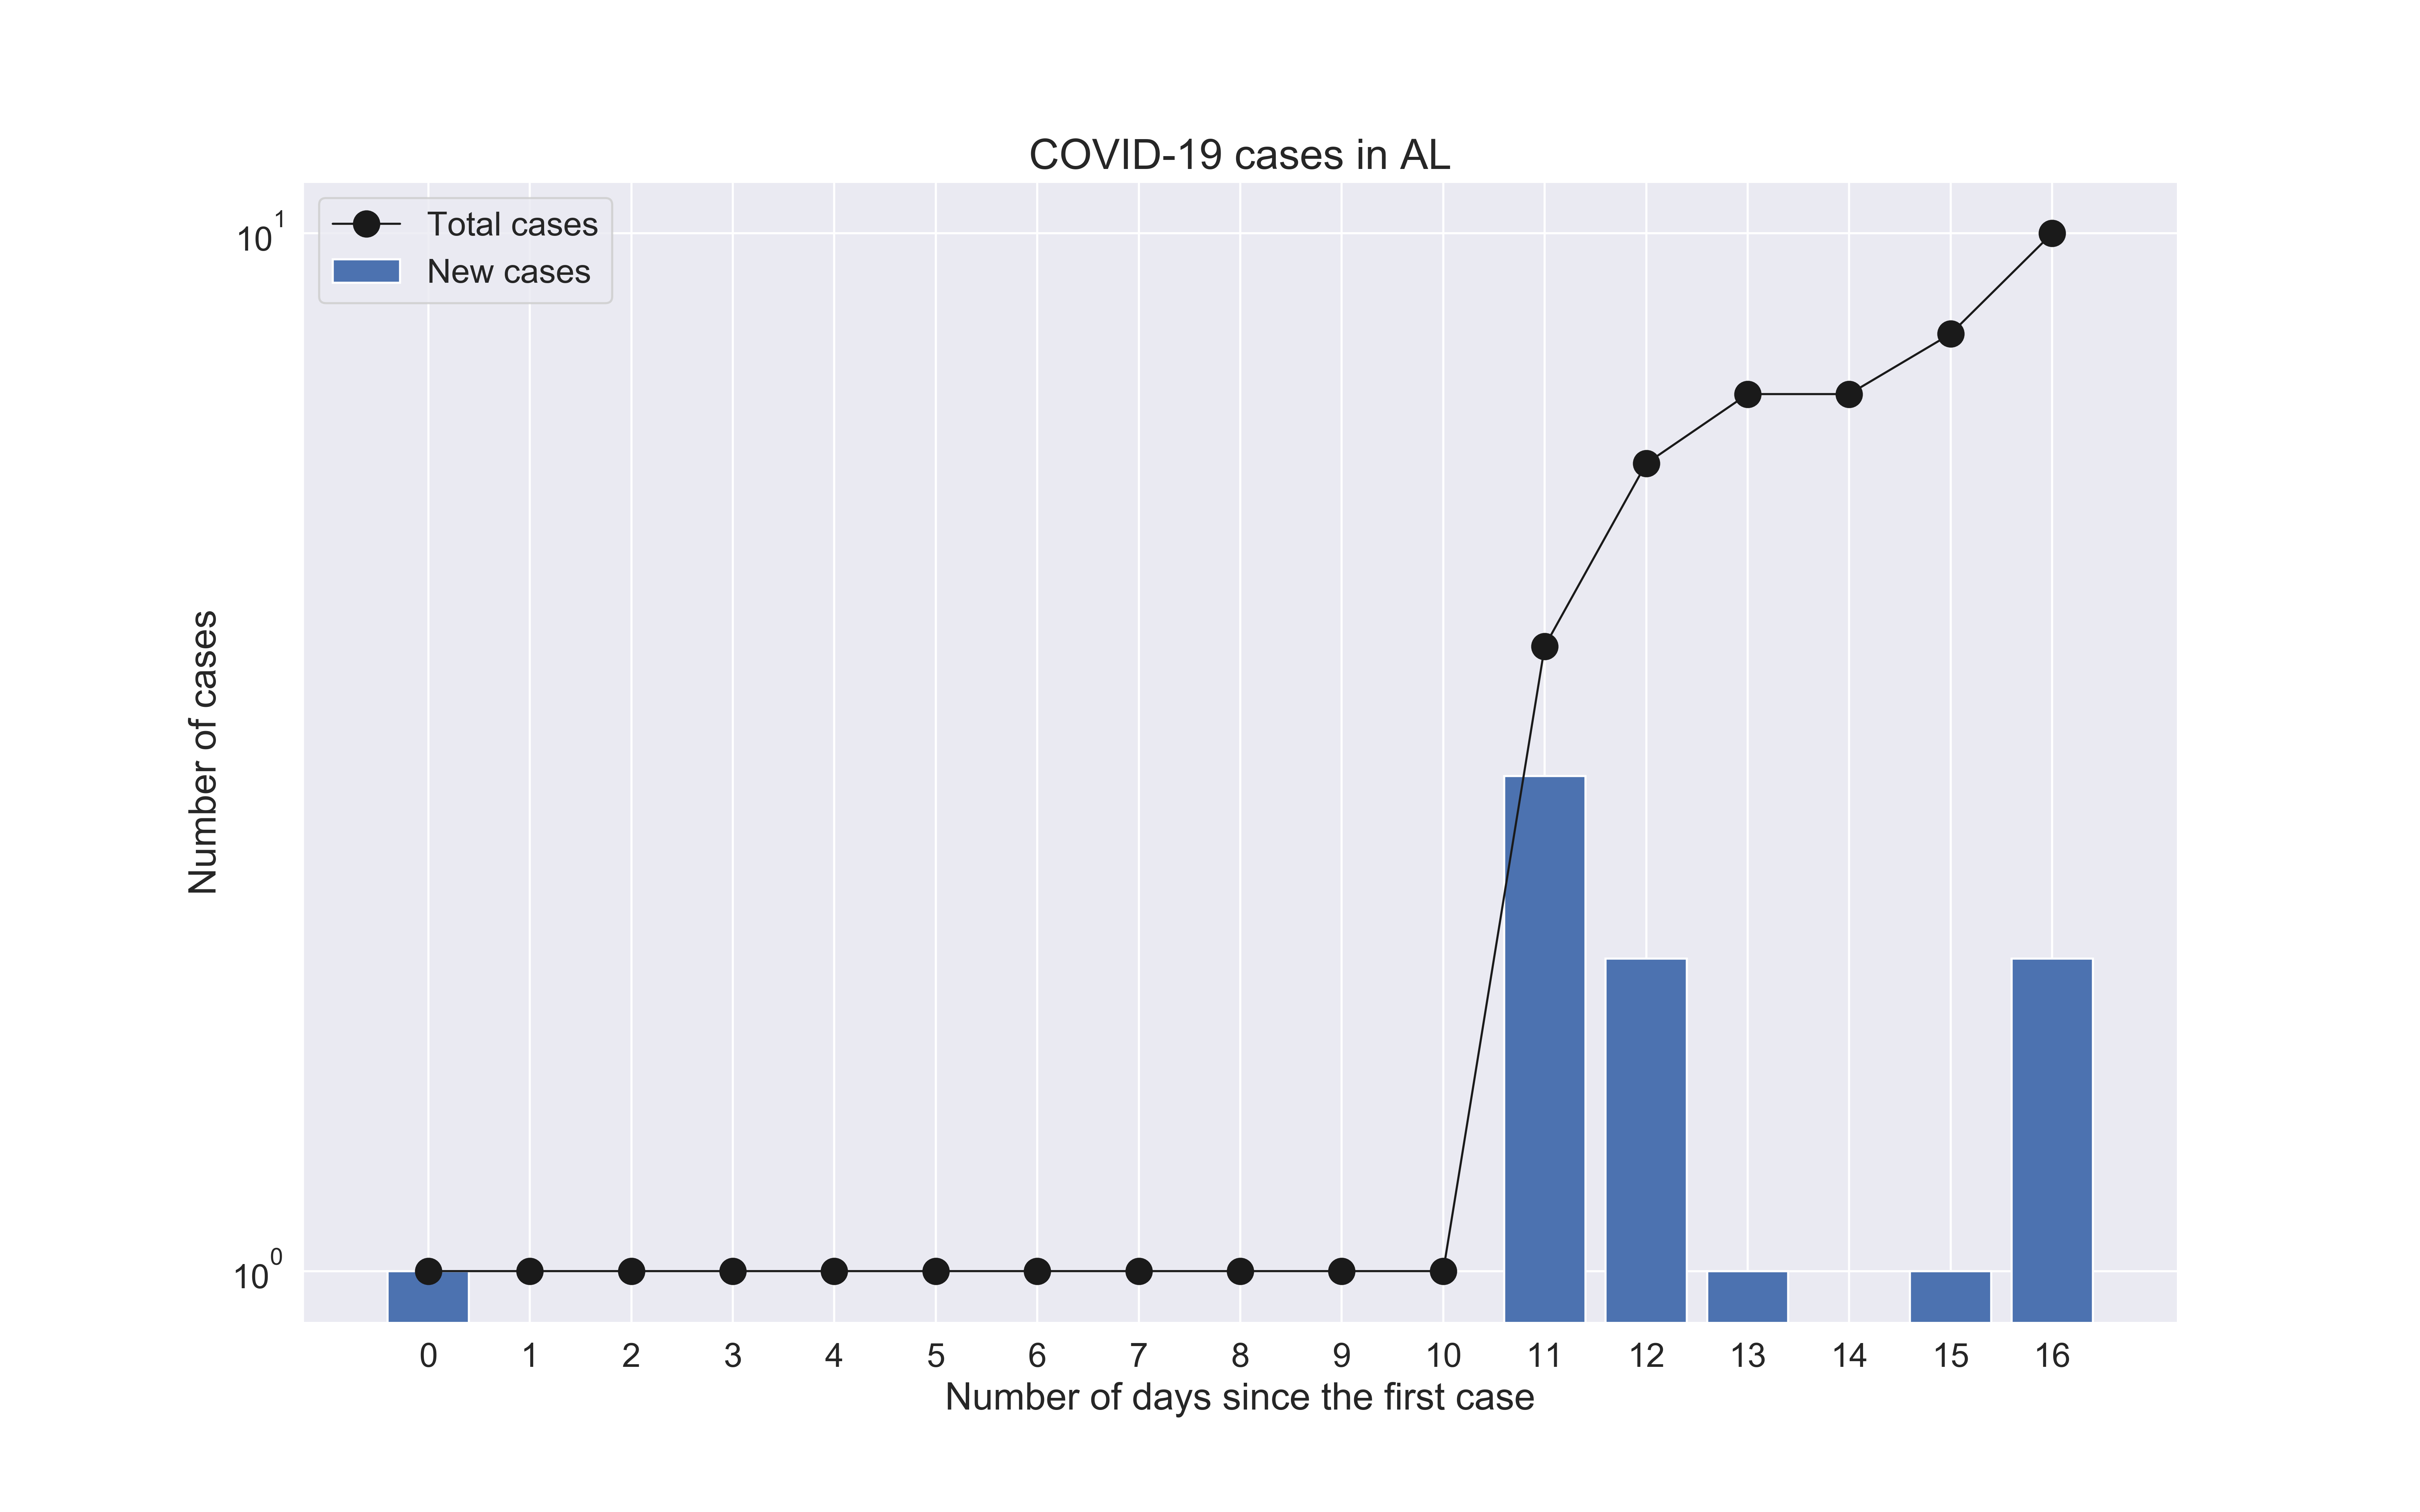 COVID-19 cases in AL
10^1
Total cases
New cases
Number of cases
10^0
0 1 2 3 4 5 6 7 8 9 10 11 12 13 14 15 16
Number of days since the first case